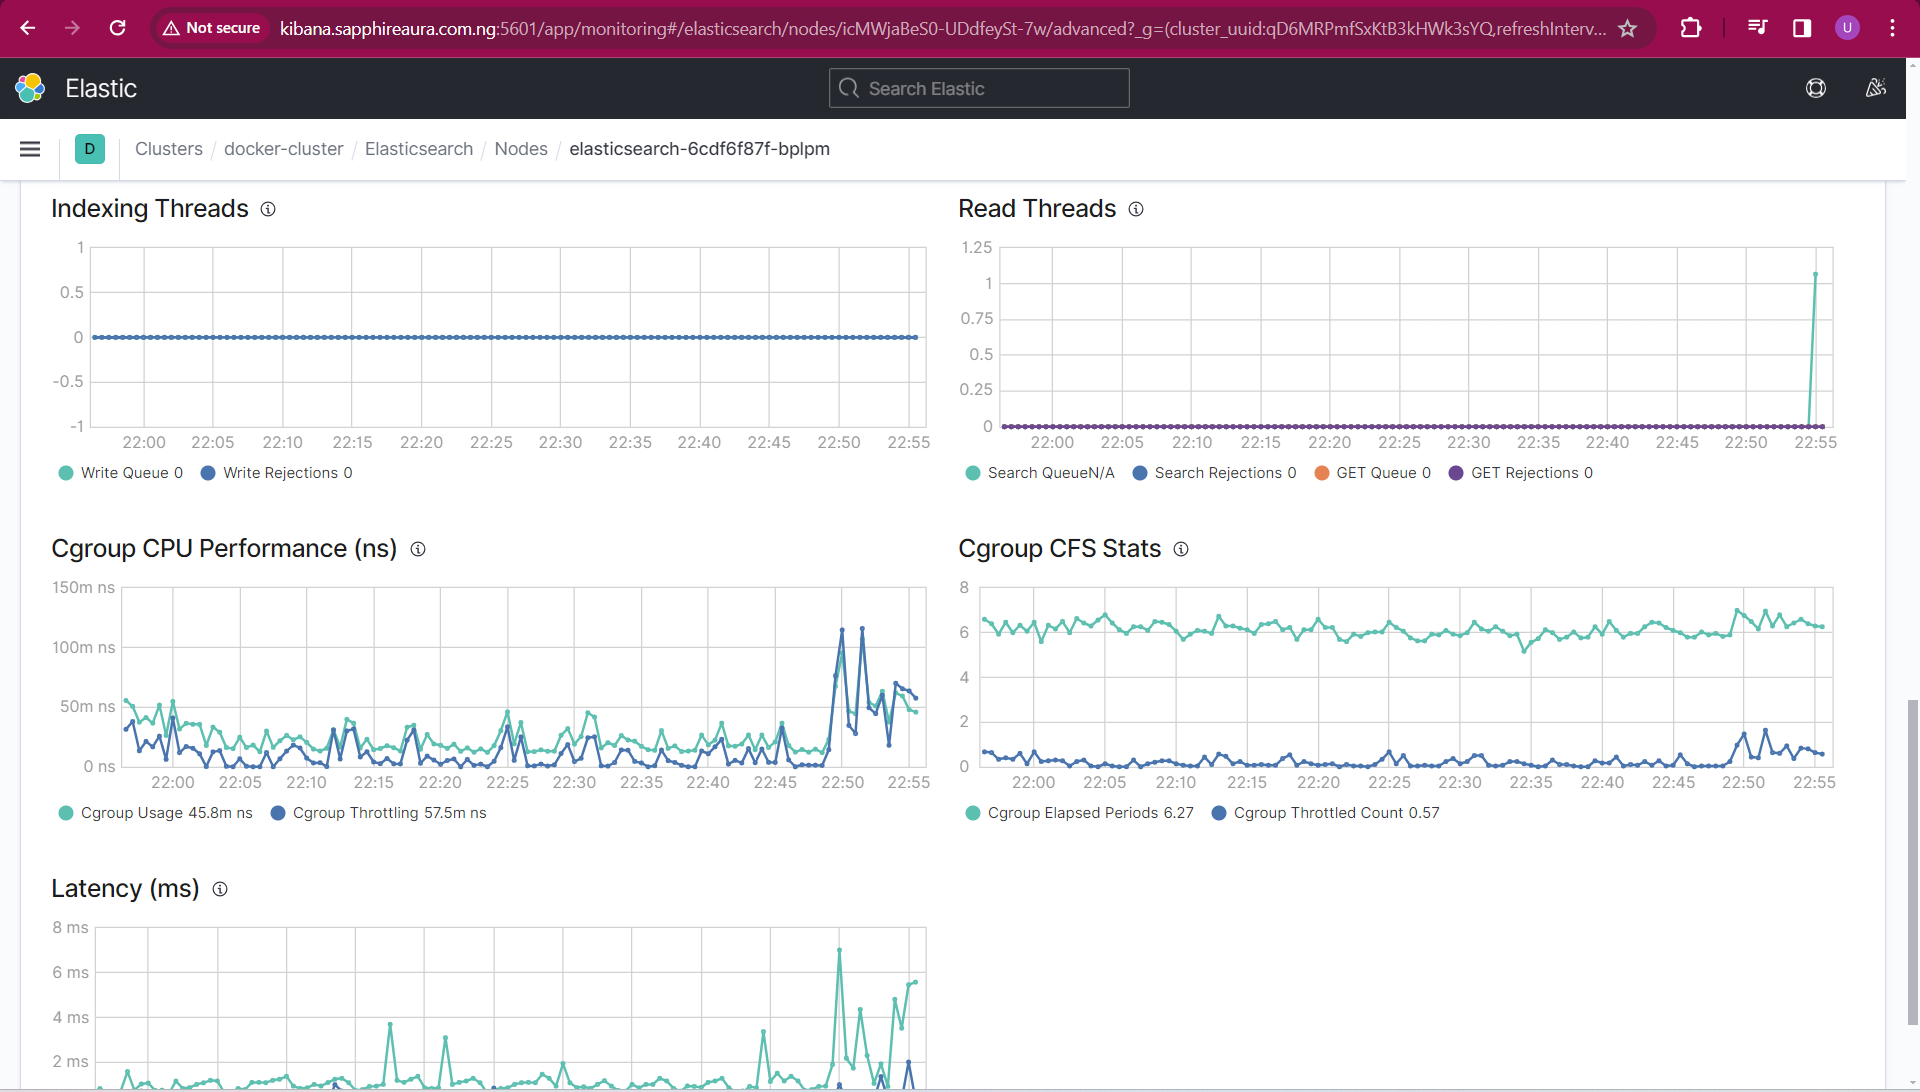 Not secure kibana.sapphireaura.com.ng:5601/app/monitoring#/elasticsearch/nodes/icMWjaBeS0-UDdfeySt-7w/advanced?_g=(cluster_uuid:qD6MRPmfSxKtB3kHWk3sYQ,refreshInterv... U
Elastic Search Elastic
D Clusters / docker-cluster / Elasticsearch / Nodes / elasticsearch-6cdf6f87f-bplpm
Indexing Threads
1
0.5
0
-0.5
-1
22:00 22:05 22:10 22:15 22:20 22:25 22:30 22:35 22:40 22:45 22:50 22:55
Write Queue 0 Write Rejections 0
Read Threads
1.25
1
0.75
0.5
0.25
0
22:00 22:05 22:10 22:15 22:20 22:25 22:30 22:35 22:40 22:45 22:50 22:55
Search QueueN/A Search Rejections 0 GET Queue 0 GET Rejections 0
Cgroup CPU Performance (ns)
150m ns
100m ns
50m ns
0 ns
22:00 22:05 22:10 22:15 22:20 22:25 22:30 22:35 22:40 22:45 22:50 22:55
Cgroup Usage 45.8m ns Cgroup Throttling 57.5m ns
Cgroup CFS Stats
8
6
4
2
0
22:00 22:05 22:10 22:15 22:20 22:25 22:30 22:35 22:40 22:45 22:50 22:55
Cgroup Elapsed Periods 6.27 Cgroup Throttled Count 0.57
Latency (ms)
8 ms
6 ms
4 ms
2 ms